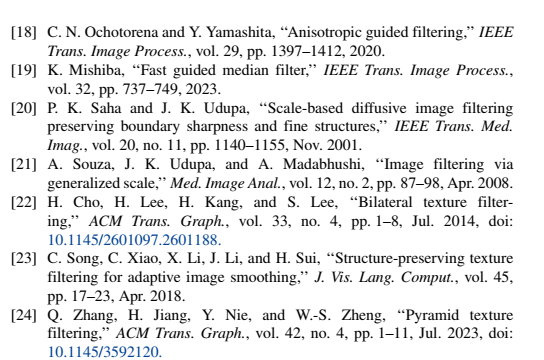 [18] C. N. Ochotorena and Y. Yamashita, “Anisotropic guided filtering,” IEEE
Trans. Image Process., vol. 29, pp. 1397–1412, 2020.
[19] K. Mishiba, “Fast guided median filter,” IEEE Trans. Image Process.,
vol. 32, pp. 737–749, 2023.
[20] P. K. Saha and J. K. Udupa, “Scale-based diffusive image filtering
preserving boundary sharpness and fine structures,” IEEE Trans. Med.
Imag., vol. 20, no. 11, pp. 1140–1155, Nov. 2001.
[21] A. Souza, J. K. Udupa, and A. Madabhushi, “Image filtering via
generalized scale,” Med. Image Anal., vol. 12, no. 2, pp. 87–98, Apr. 2008.
[22] H. Cho, H. Lee, H. Kang, and S. Lee, “Bilateral texture filter-
ing,” ACM Trans. Graph., vol. 33, no. 4, pp. 1–8, Jul. 2014, doi:
10.1145/2601097.2601188.
[23] C. Song, C. Xiao, X. Li, J. Li, and H. Sui, “Structure-preserving texture
filtering for adaptive image smoothing,” J. Vis. Lang. Comput., vol. 45,
pp. 17–23, Apr. 2018.
[24] Q. Zhang, H. Jiang, Y. Nie, and W.-S. Zheng, “Pyramid texture
filtering,” ACM Trans. Graph., vol. 42, no. 4, pp. 1–11, Jul. 2023, doi:
10.1145/3592120.